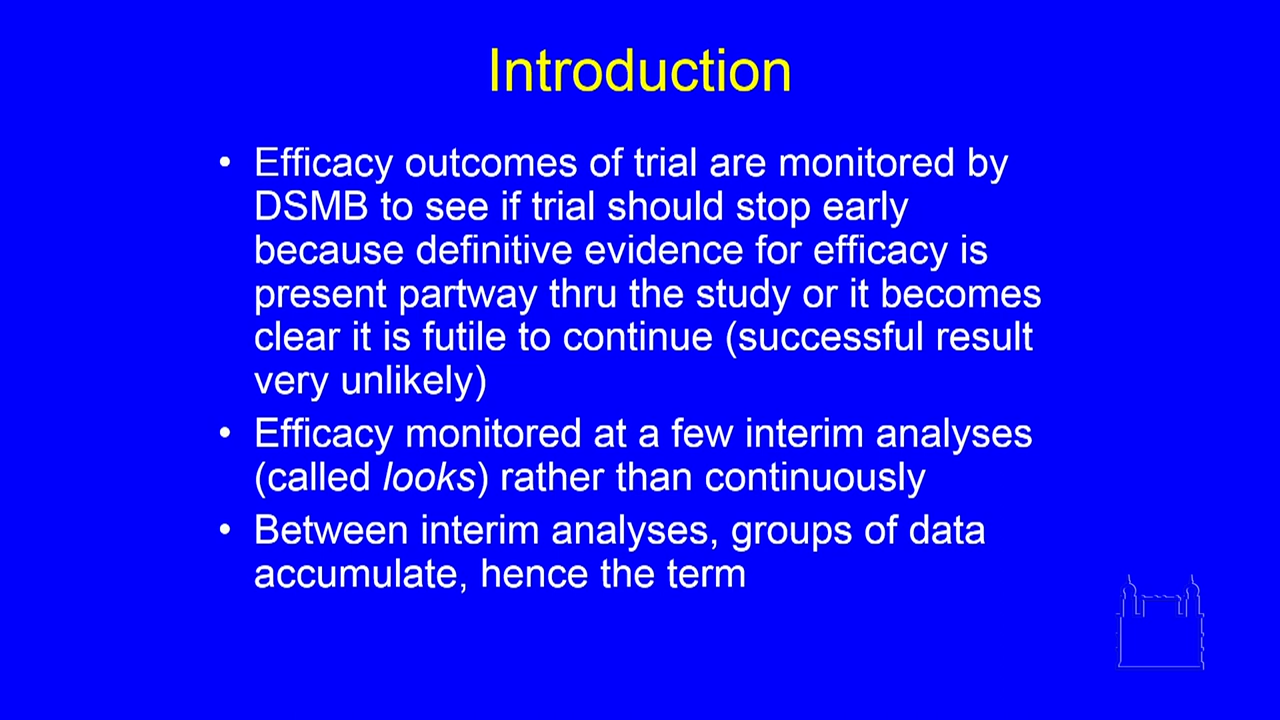 Introduction
• Efficacy outcomes of trial are monitored by
DSMB to see if trial should stop early
because definitive evidence for efficacy is
present partway thru the study or it becomes
clear it is futile to continue (successful result
very unlikely)
• Efficacy monitored at a few interim analyses
(called looks) rather than continuously
• Between interim analyses, groups of data
accumulate, hence the term